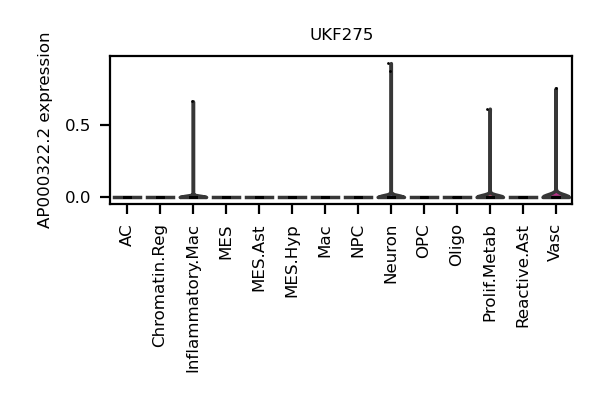 UKF275
AP000322.2 expression
0.5
0.0
AC
Chromatin.Reg
Inflammatory.Mac
MES
MES.Ast
MES.Hyp
Mac
NPC
Neuron
OPC
Oligo
Prolif.Metab
Reactive.Ast
Vasc